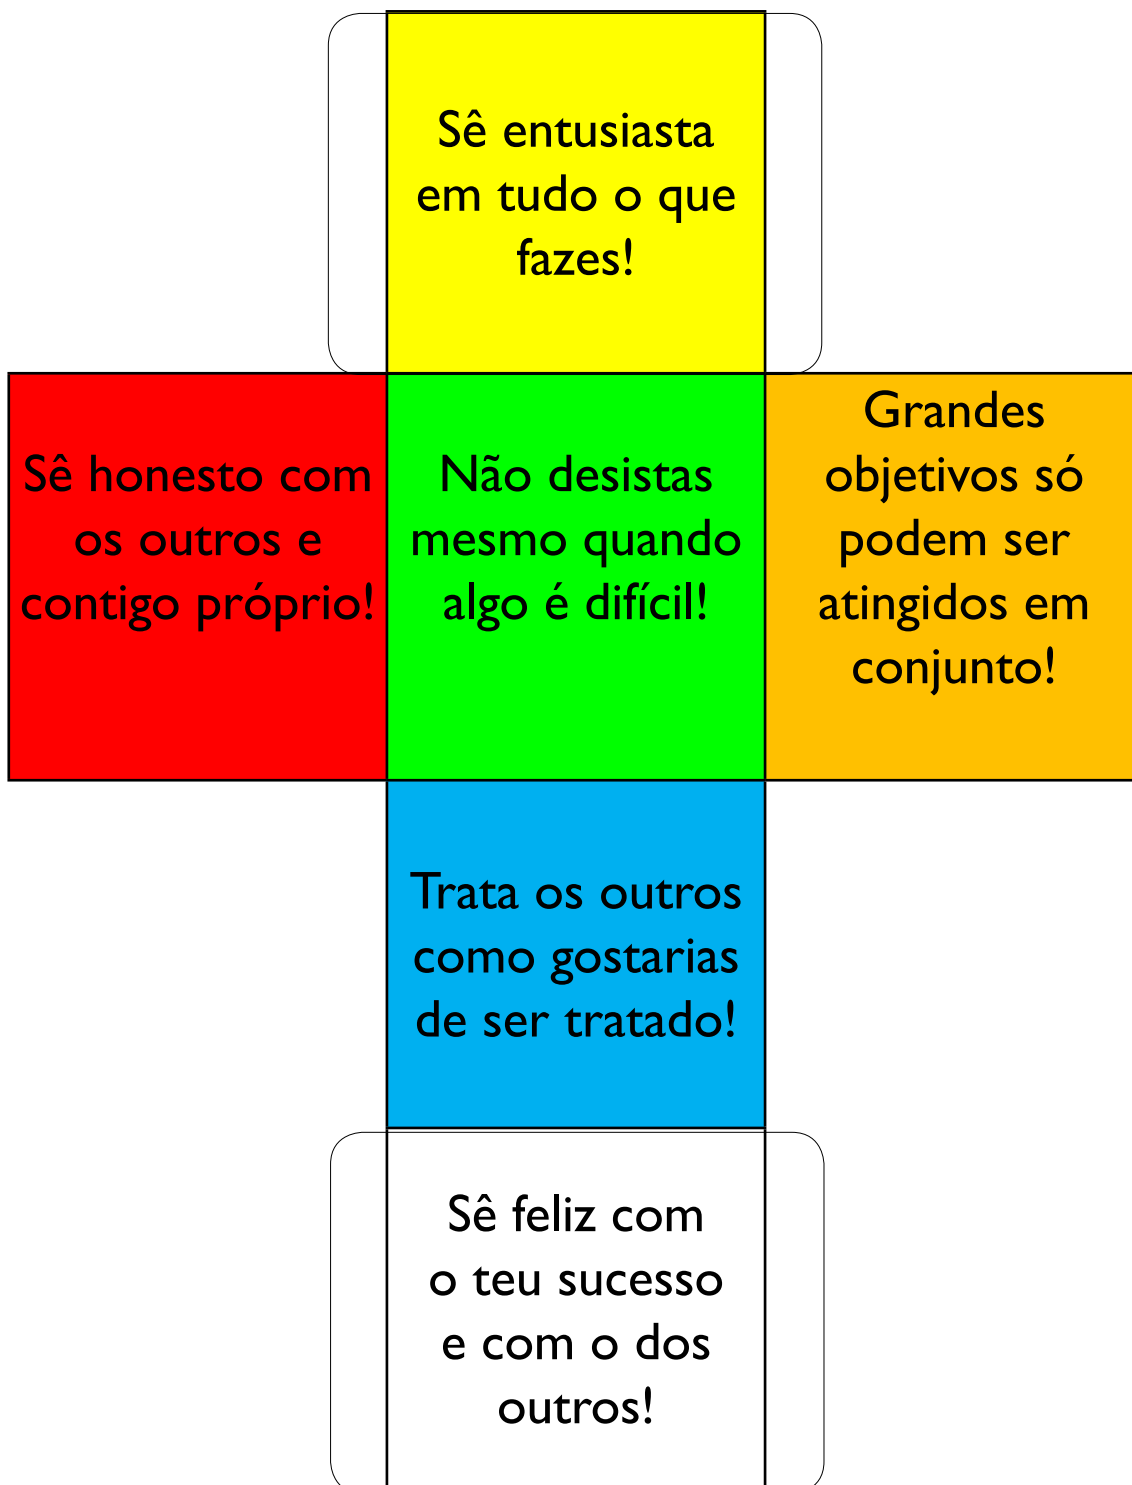 Sê entusiasta
em tudo o que
fazes!
Sê honesto com
os outros e
contigo próprio!
Não desistas
mesmo quando
algo é difícil!
Grandes
objetivos só
podem ser
atingidos em
conjunto!
Trata os outros
como gostarias
de ser tratado!
Sê feliz com
o teu sucesso
e com o dos
outros!